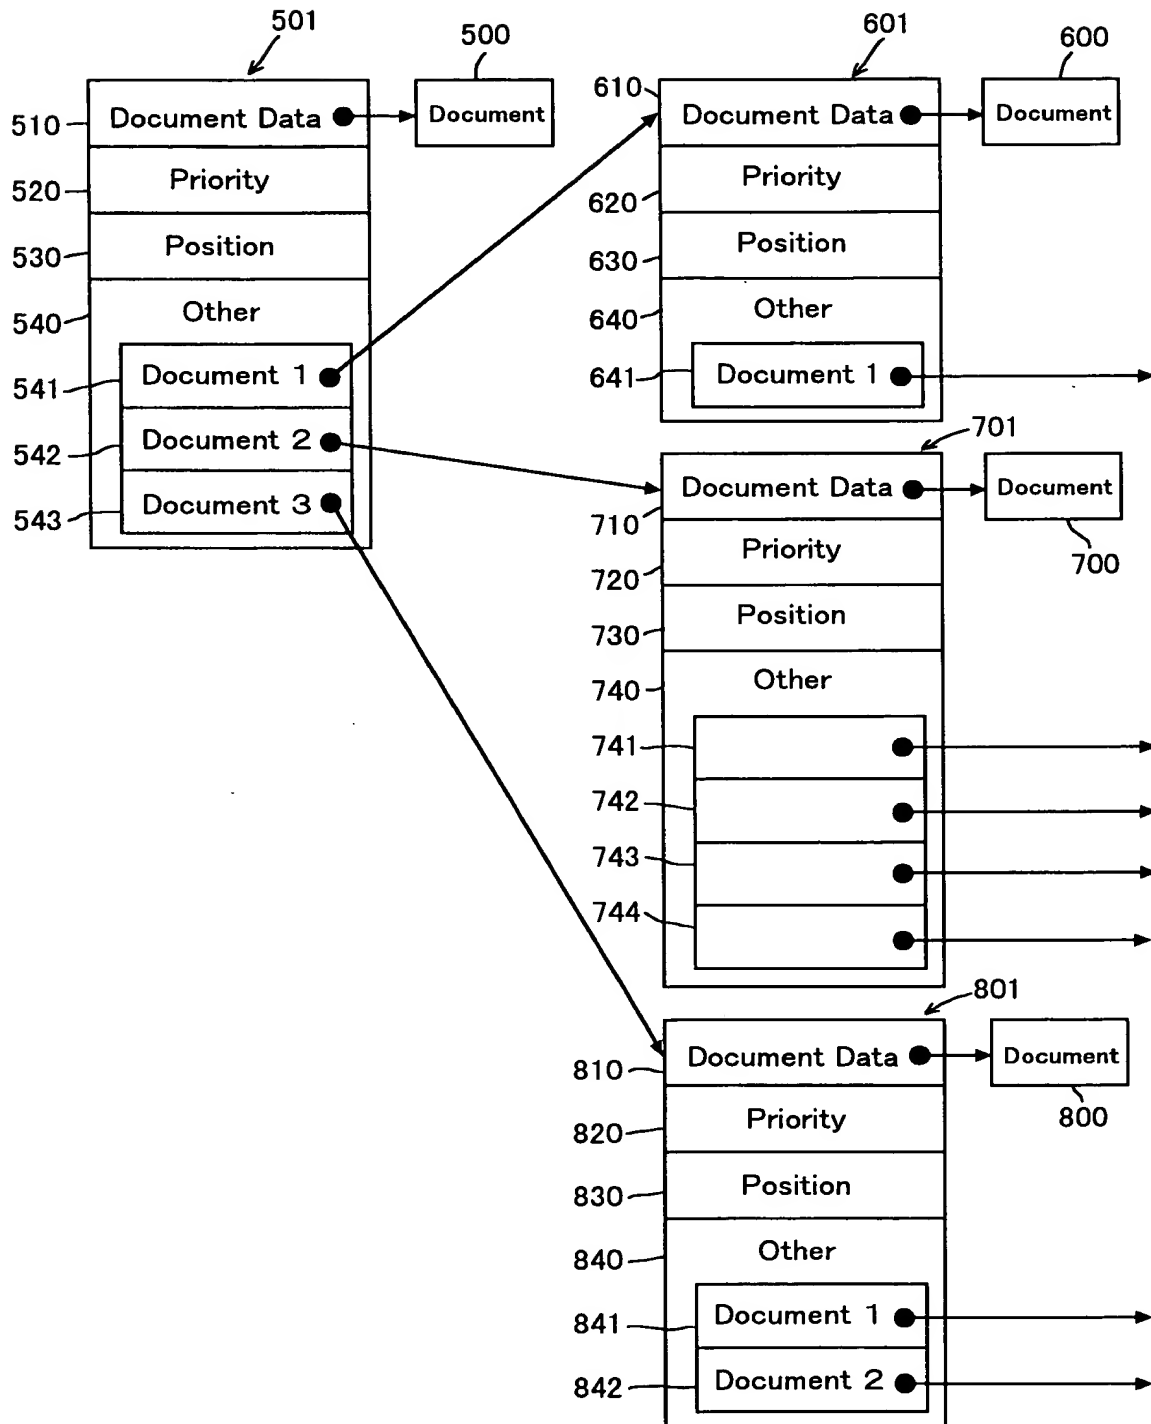 501
500
510
Document Data
Document
520
Priority
530
Position
540
Other
541
Document 1
542
Document 2
543
Document 3
601
600
610
Document Data
Document
620
Priority
630
Position
640
Other
641
Document 1
701
Document Data
Document
710
700
Priority
720
Position
730
Other
740
741
742
743
744
801
Document Data
Document
810
800
Priority
820
Position
830
Other
840
Document 1
841
Document 2
842